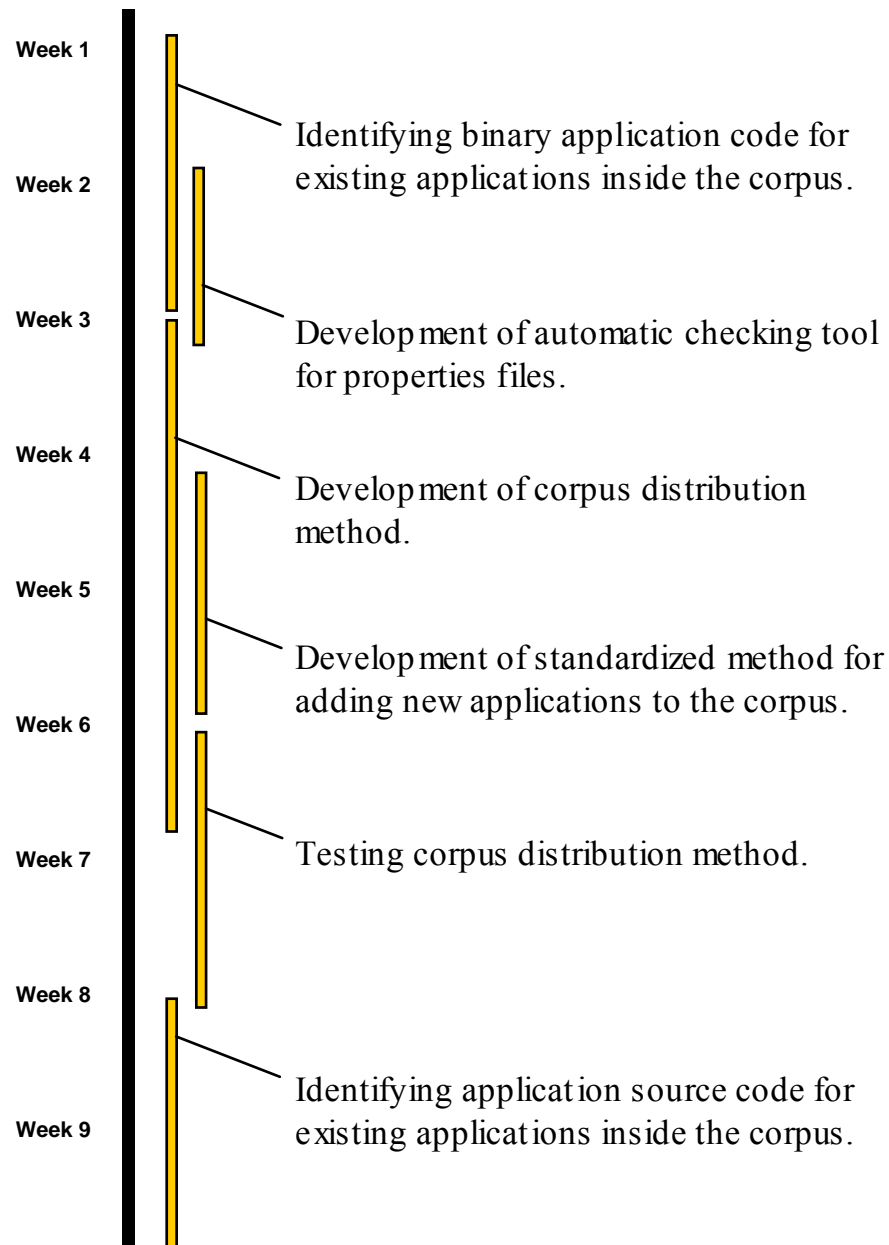 Week 1
Identifying binary application code for
existing applications inside the corpus.
Week 2
Week 3
Development of automatic checking tool
for properties files.
Week 4
Development of corpus distribution
method.
Week 5
Development of standardized method for
adding new applications to the corpus.
Week 6
Week 7
Testing corpus distribution method.
Week 8
Identifying application source code for
existing applications inside the corpus.
Week 9